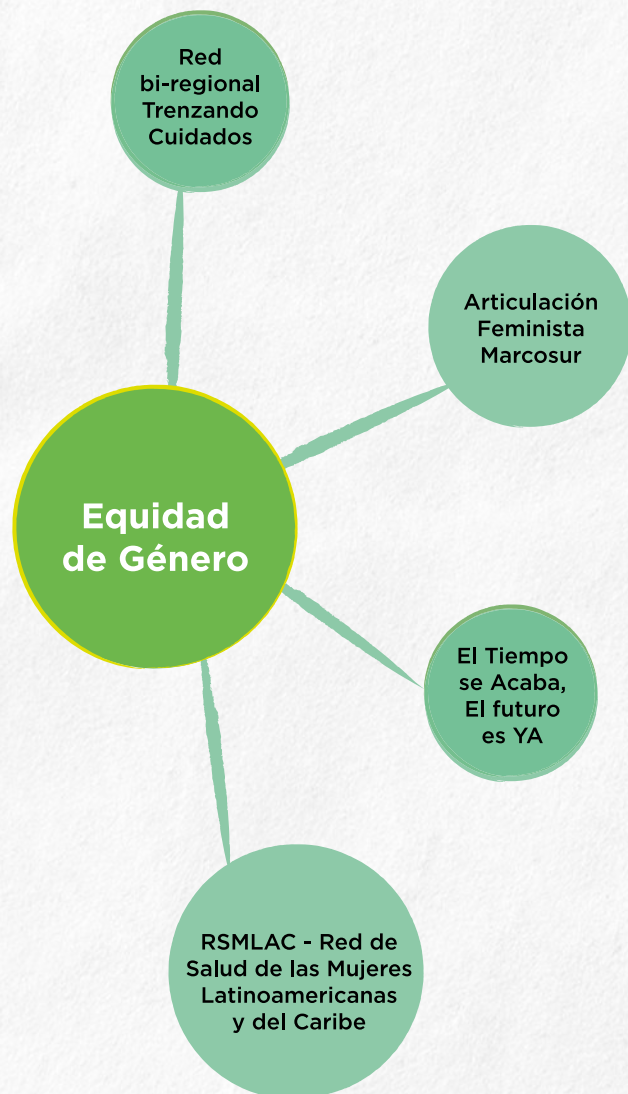 Red
bi-regional
Trenzando
Cuidados
Articulación
Feminista
Marcosur
Equidad
de Género
El Tiempo
se Acaba,
El futuro
es YA
RSMLAC - Red de
Salud de las Mujeres
Latinoamericanas
y del Caribe